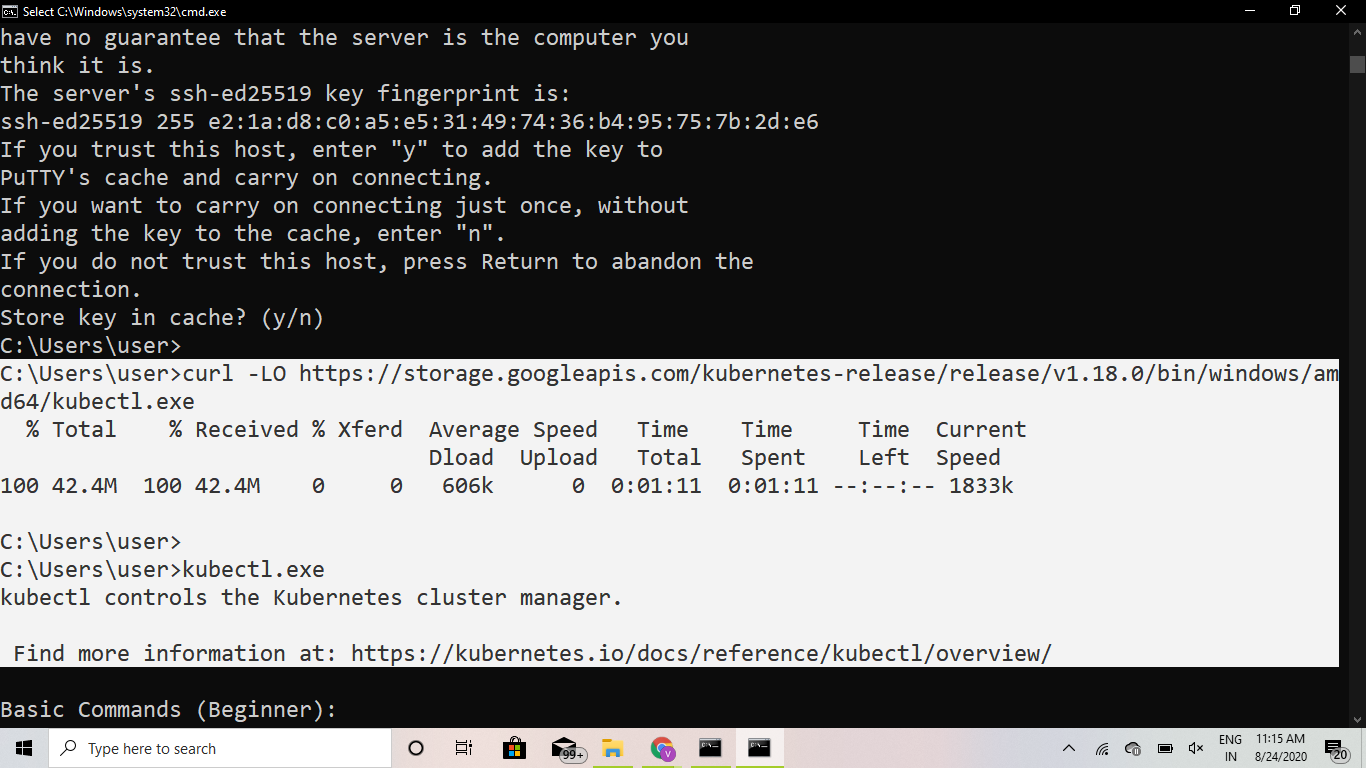 Select C:\Windows\system32\cmd.exe
have no guarantee that the server is the computer you
think it is.
The server's ssh-ed25519 key fingerprint is:
ssh-ed25519 255 e2:1a:d8:c0:a5:e5:31:49:74:36:b4:95:75:7b:2d:e6
If you trust this host, enter "y" to add the key to
PuTTY's cache and carry on connecting.
If you want to carry on connecting just once, without
adding the key to the cache, enter "n".
If you do not trust this host, press Return to abandon the
connection.
Store key in cache? (y/n)
C:\Users\user>
C:\Users\user>curl -LO https://storage.googleapis.com/kubernetes-release/release/v1.18.0/bin/windows/am
d64/kubectl.exe
  % Total    % Received % Xferd  Average Speed   Time    Time     Time  Current
                                 Dload  Upload   Total   Spent    Left  Speed
100 42.4M  100 42.4M    0     0   606k      0  0:01:11  0:01:11 --:--:-- 1833k
C:\Users\user>
C:\Users\user>kubectl.exe
kubectl controls the Kubernetes cluster manager.
 Find more information at: https://kubernetes.io/docs/reference/kubectl/overview/
Basic Commands (Beginner):
Type here to search
99+
V
ENG
IN
11:15 AM
8/24/2020
20